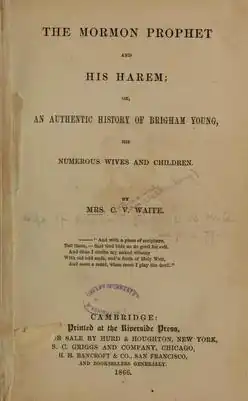 THE MORMON PROPHET
AND
HIS HAREM;
OR,
AN AUTHENTIC HISTORY OF BRIGHAM YOUNG,
HIS
NUMEROUS WIVES AND CHILDREN.
BY
MRS. C. V. WAITE.
"And with a piece of scripture,
Tell them,—that God bids us do good for evil.
And thus I clothe my naked villainy
With old odd ends, stol'n forth of Holy Writ,
And seem a saint, when most I play the devil."
CAMBRIDGE:
Printed at the Riverside Press.
OR SALE BY HURD & HOUGHTON, NEW YORK,
S. C. GRIGGS AND COMPANY, CHICAGO,
H. H. BANCROFT & CO., SAN FRANCISCO,
AND BOOKSELLERS GENERALLY.
1866.